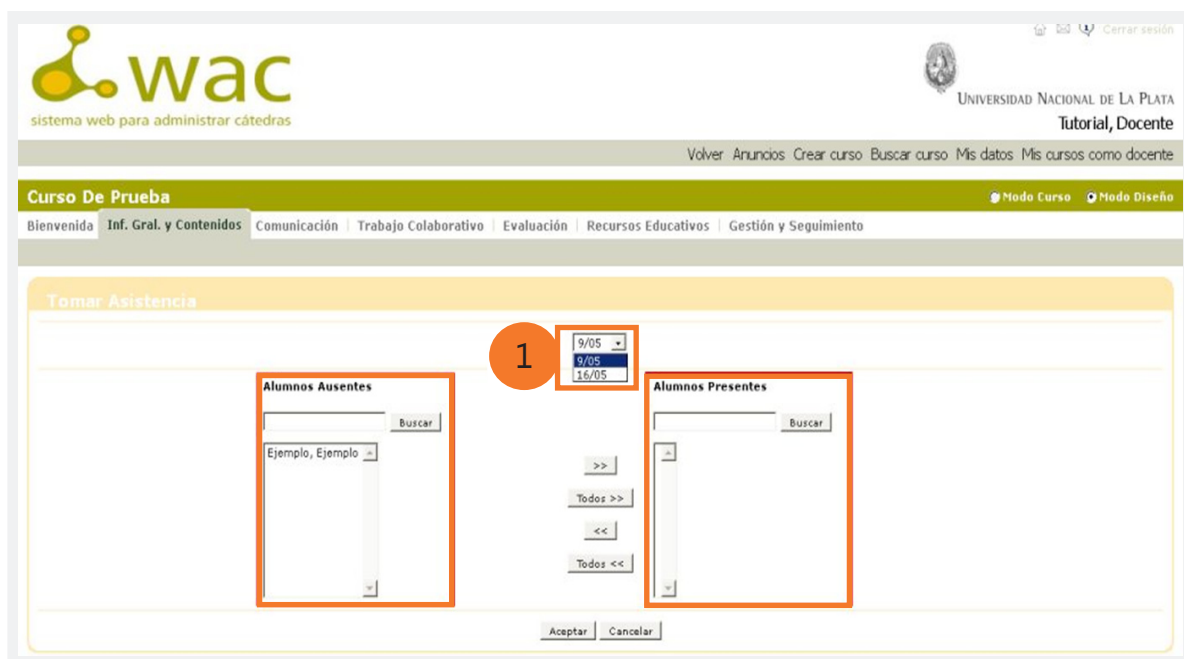 Cerrar sesión
wac
sistema web para administrar cátedras
UNIVERSIDAD NACIONAL DE LA PLATA
Tutorial, Docente
Volver Anuncios Crear curso Buscar curso Mis datos Mis cursos como docente
Curso De Prueba
Modo Curso Modo Diseño
Bienvenida Inf. Gral. y Contenidos Comunicación Trabajo Colaborativo Evaluación Recursos Educativos Gestión y Seguimiento
Tomar Asistencia
1
9/05
9/05
16/05
Alumnos Ausentes
Buscar
Ejemplo, Ejemplo
>>
Todos >>
<<
Todos <<
Alumnos Presentes
Buscar
Aceptar Cancelar